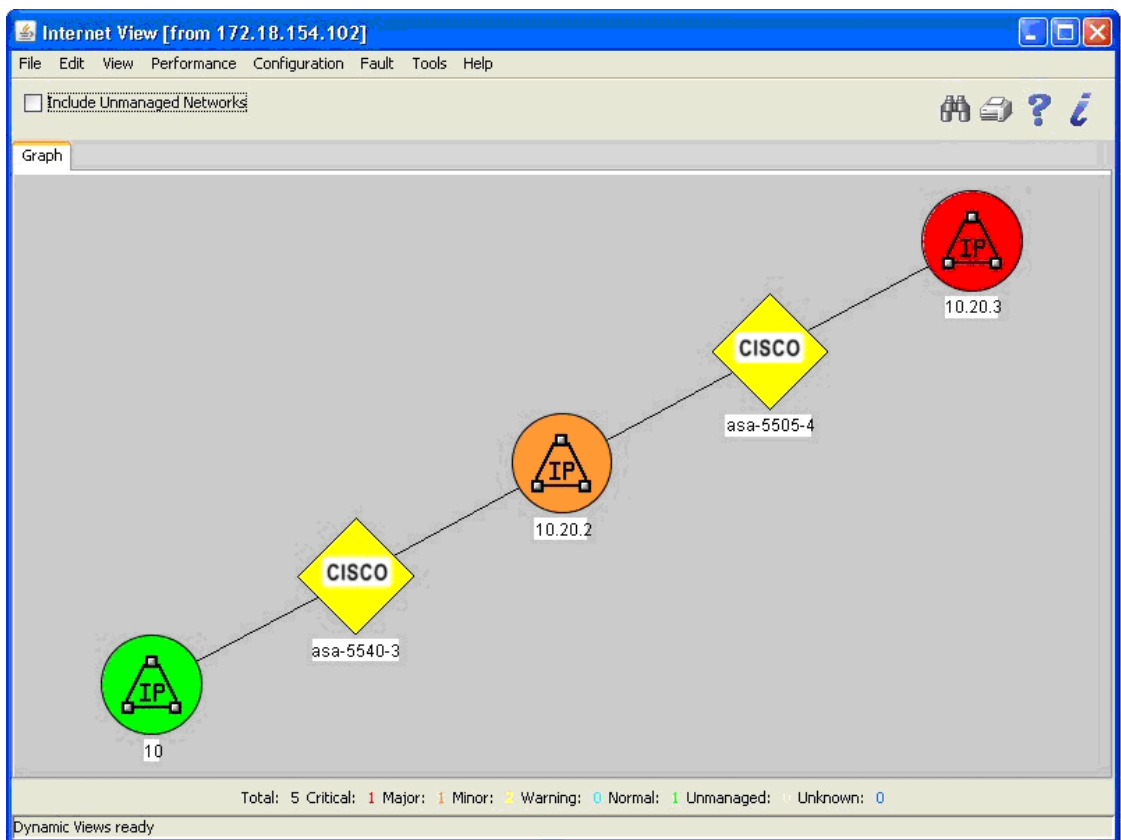 Internet View [from 172.18.154.102]
File Edit View Performance Configuration Fault Tools Help
Include Unmanaged Networks
Graph
IP
10.20.3
CISCO
asa-5505-4
IP
10.20.2
CISCO
asa-5540-3
IP
10
Total: 5 Critical: 1 Major: 1 Minor: 2 Warning: 0 Normal: 1 Unmanaged: 0 Unknown: 0
Dynamic Views ready